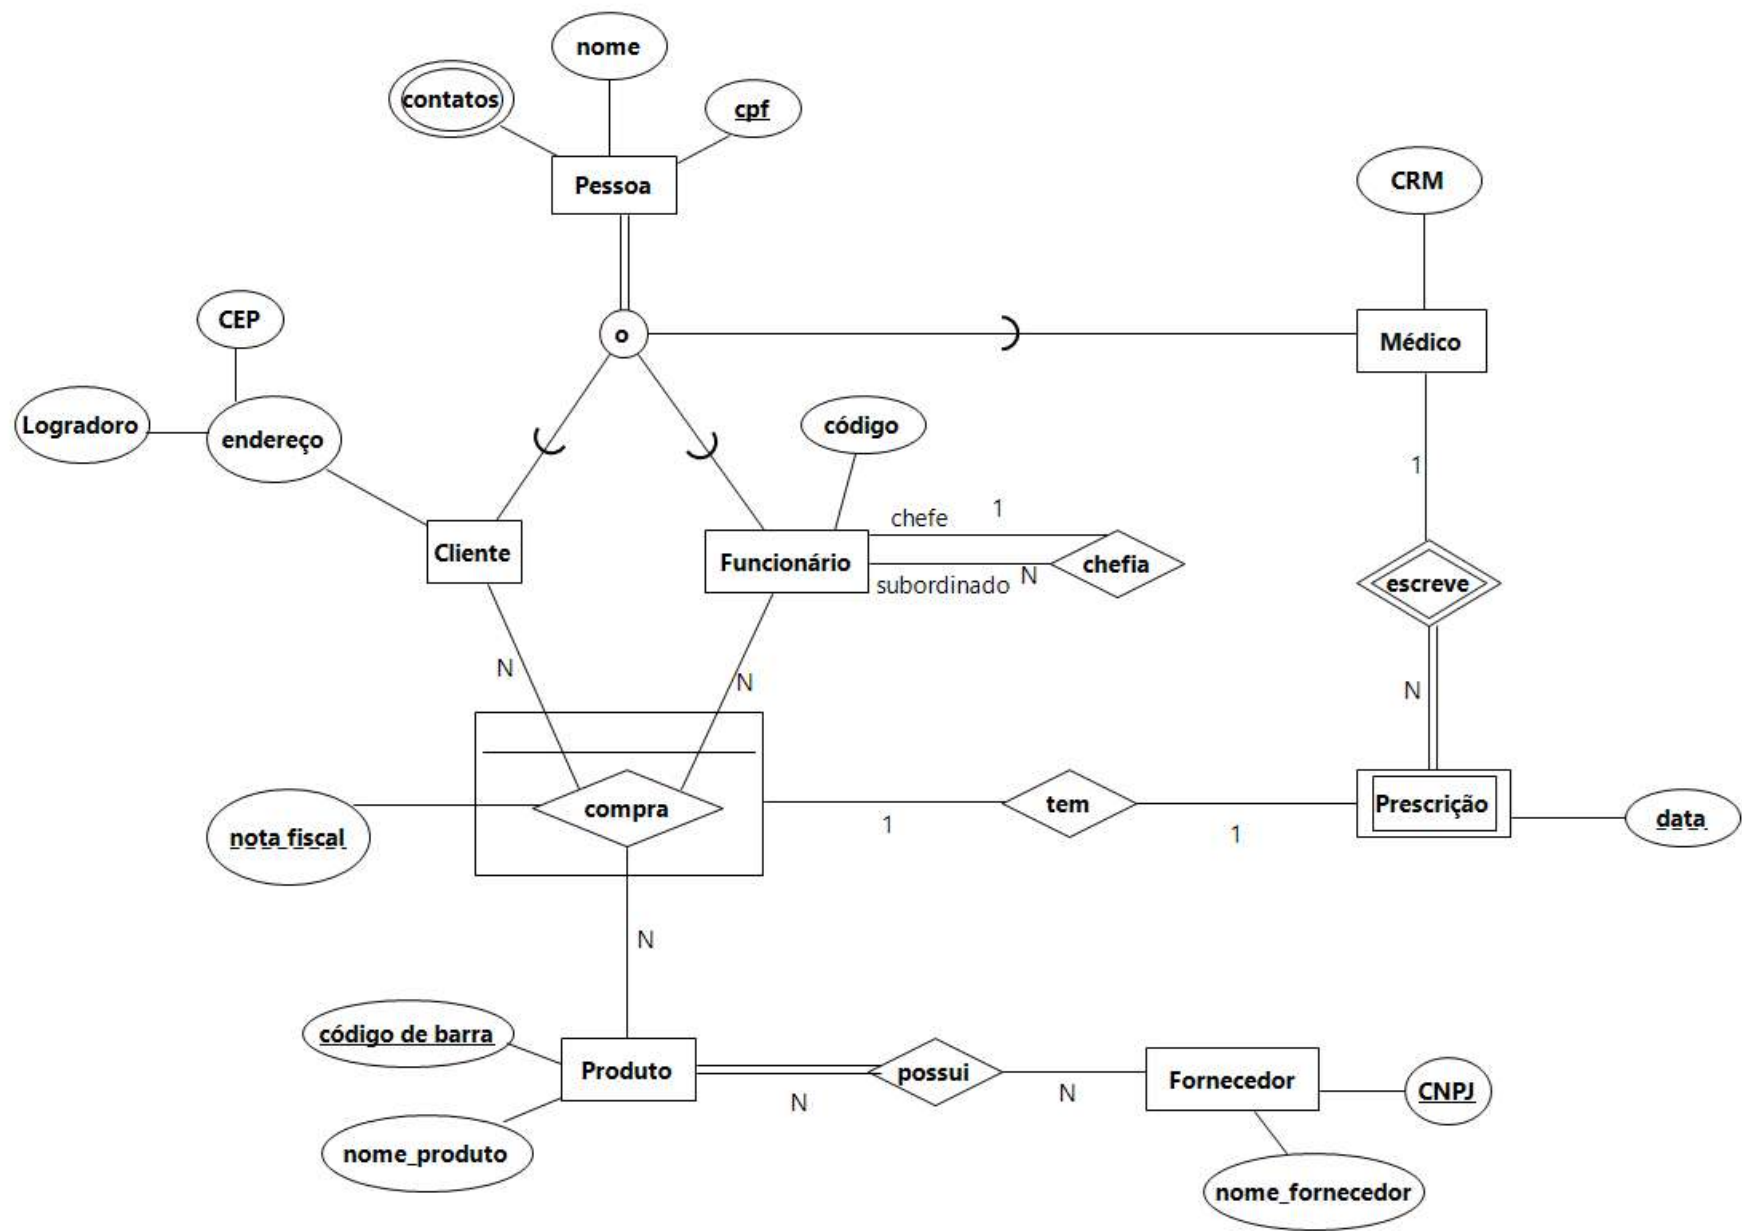 nome
contatos
cpf
Pessoa
CRM
CEP
o
Médico
Logradoro
endereço
código
1
chefe
1
Cliente
Funcionário
chefia
subordinado
N
escreve
N
N
N
compra
tem
Prescrição
data
nota fiscal
1
1
N
código de barra
Produto
possui
Fornecedor
CNPJ
N
N
nome_produto
nome_fornecedor